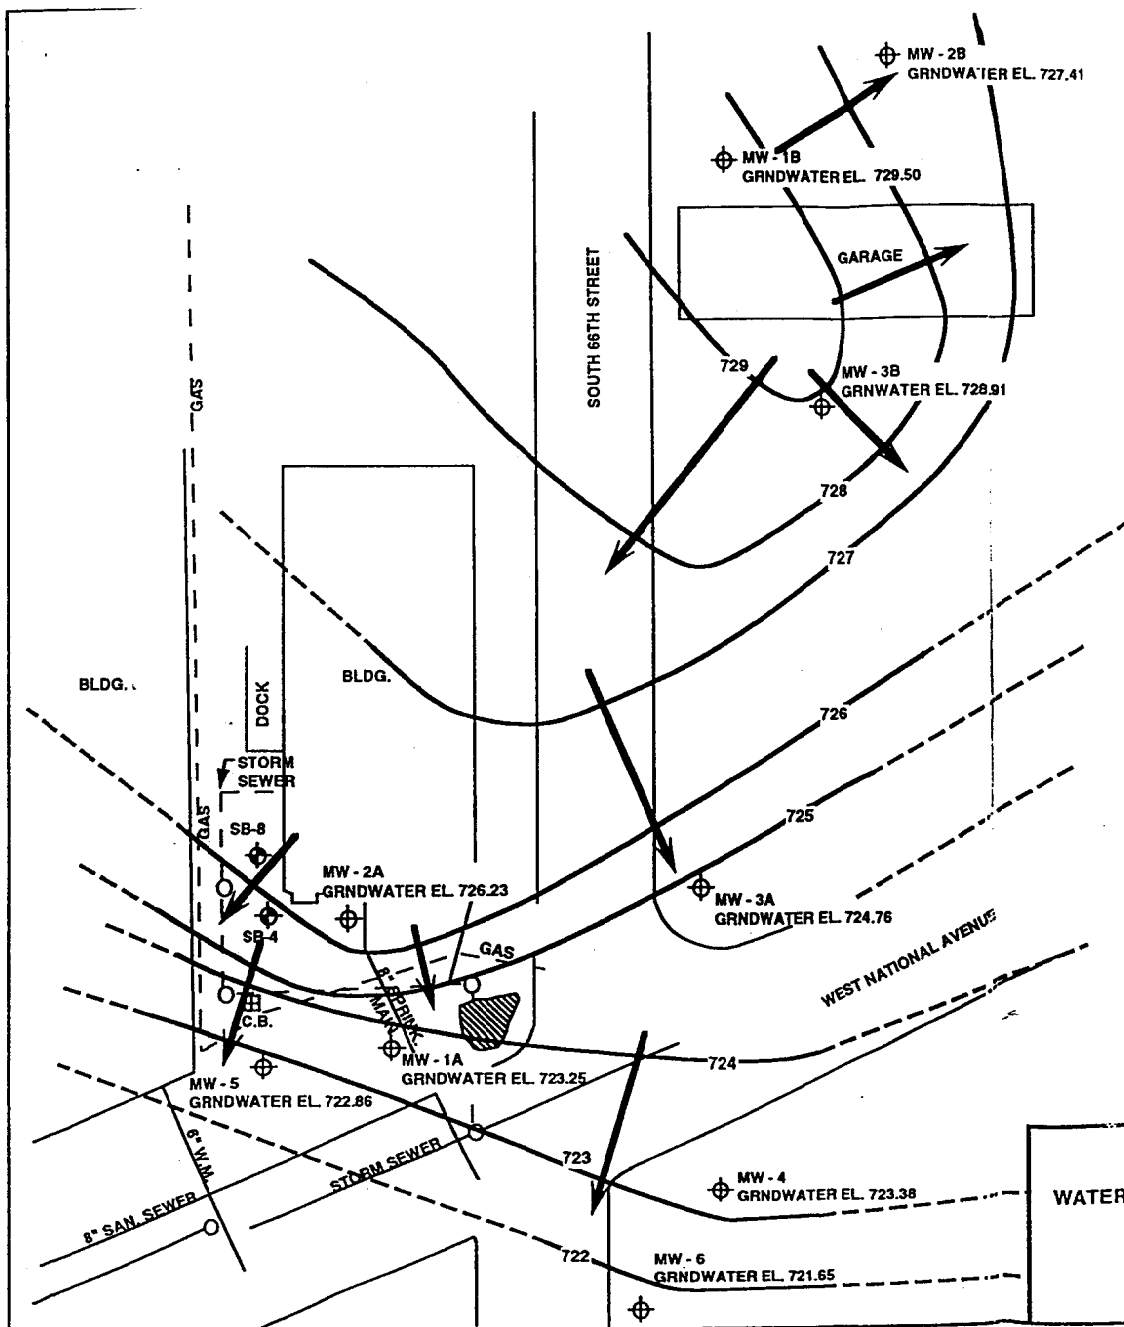 MW - 2B
GRNDWATER EL. 727.41
MW - 1B
GRNDWATER EL. 729.50
GARAGE
SOUTH 66TH STREET
729
MW - 3B
GRNWATER EL. 728.91
GAS
728
727
BLDG.
DOCK
BLDG.
726
STORM
SEWER
GAS
SB-8
725
MW - 2A
GRNDWATER EL. 726.23
MW - 3A
GRNDWATER EL. 724.76
SB-4
GAS
WEST NATIONAL AVENUE
8" SPRINK.
MAIN
C.B.
MW - 1A
GRNDWATER EL. 723.25
724
MW - 5
GRNDWATER EL. 722.86
6" W.M.
STORM SEWER
723
MW - 4
GRNDWATER EL. 723.38
WATER
8" SAN. SEWER
722
MW - 6
GRNDWATER EL. 721.65